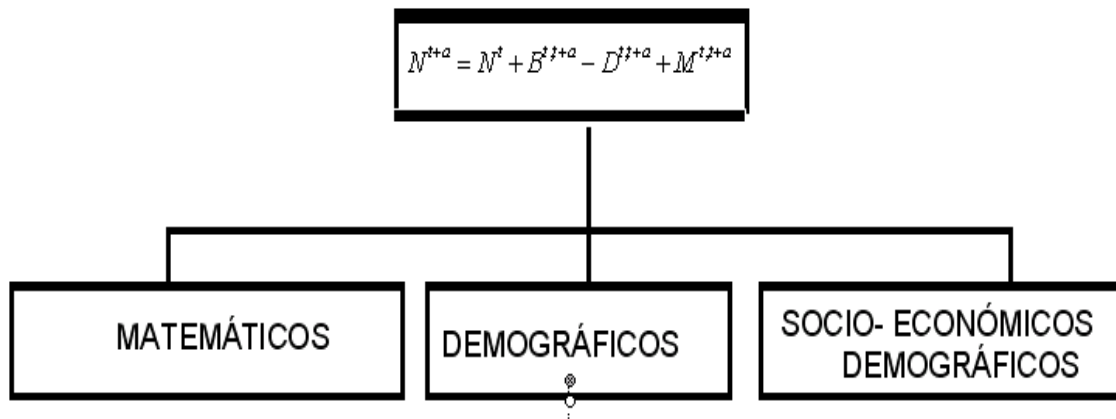 N^{t+a} = N^t + B^{t,t+a} − D^{t,t+a} + M^{t,t+a}
MATEMÁTICOS
DEMOGRÁFICOS
SOCIO- ECONÓMICOS
DEMOGRÁFICOS